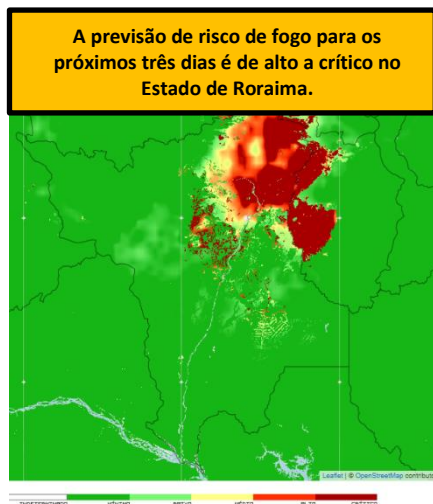 A previsão de risco de fogo para os
próximos três dias é de alto a crítico no
Estado de Roraima.
Leaflet | © OpenStreetMap contribut